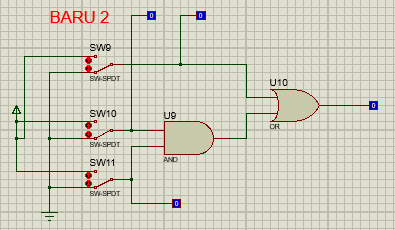 BARU 2
0
0
SW9
SW-SPDT
U10
OR
0
SW10
SW-SPDT
U9
AND
SW11
SW-SPDT
0